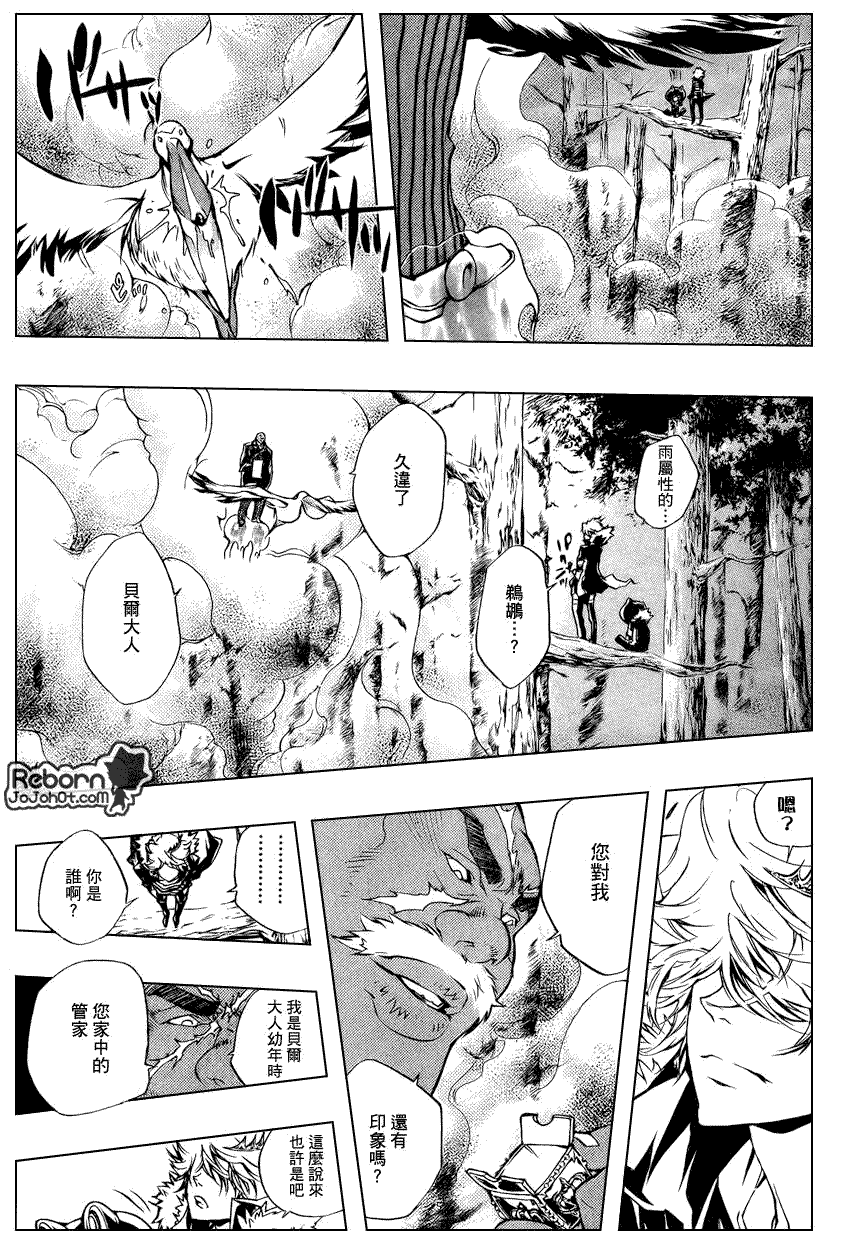 バサッ
バサッ
雨屬性的…
鵜鶘…？
久違了
貝爾大人
Reborn
JoJoHOt.com
嗯？
您對我
還有
印象嗎？
………
你是
誰啊？
我是貝爾
大人幼年時
您家中的
管家
這麼說來
也許是吧